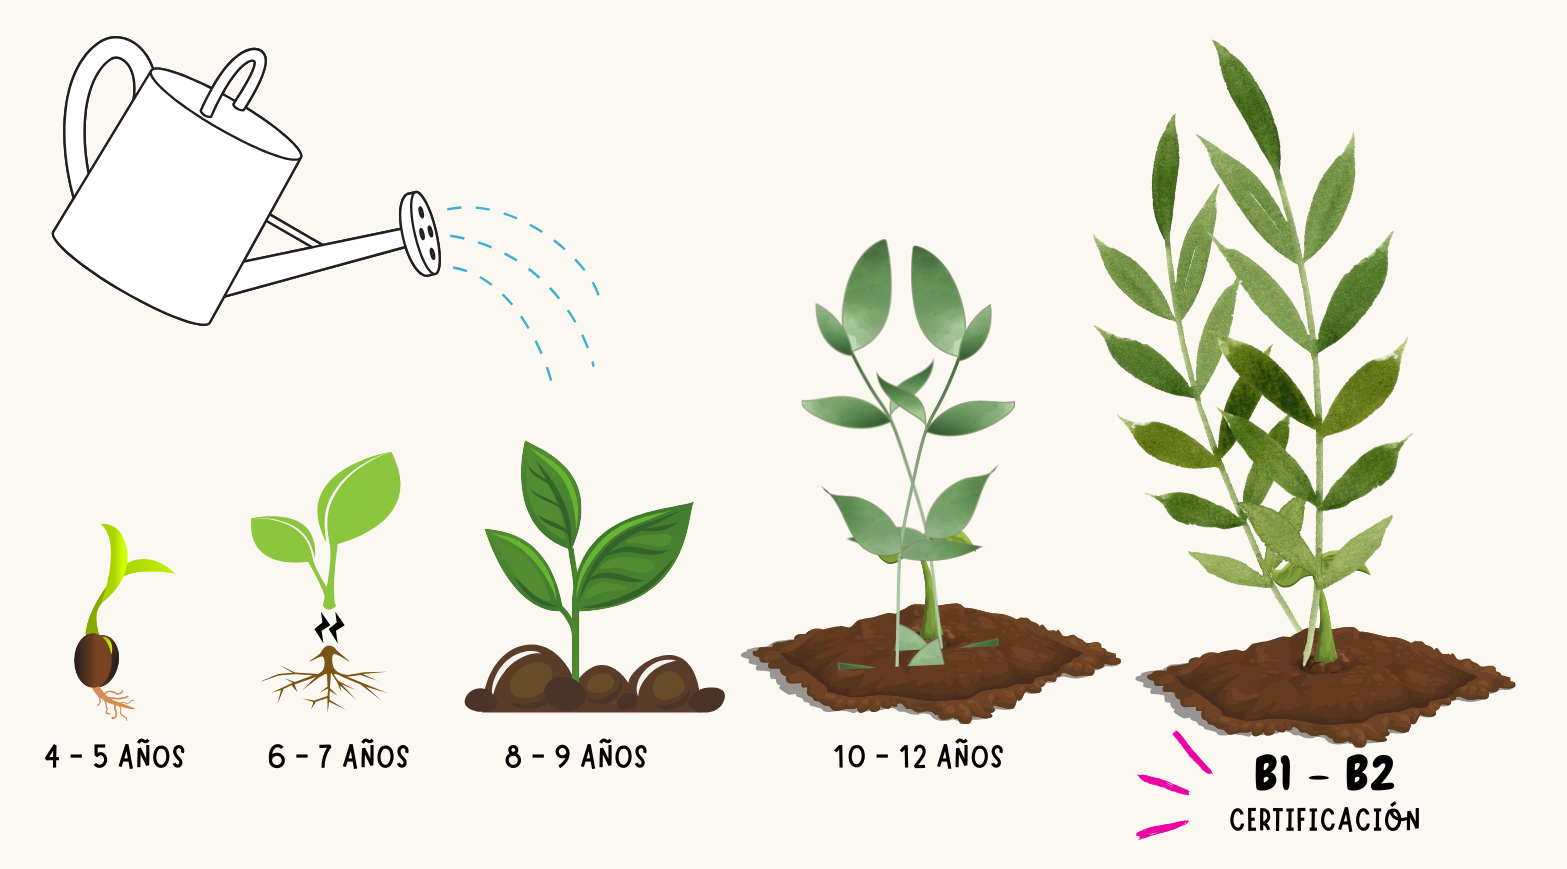 4 - 5 AÑOS
6 - 7 AÑOS
8 - 9 AÑOS
10 - 12 AÑOS
B1 - B2
CERTIFICACIÓN